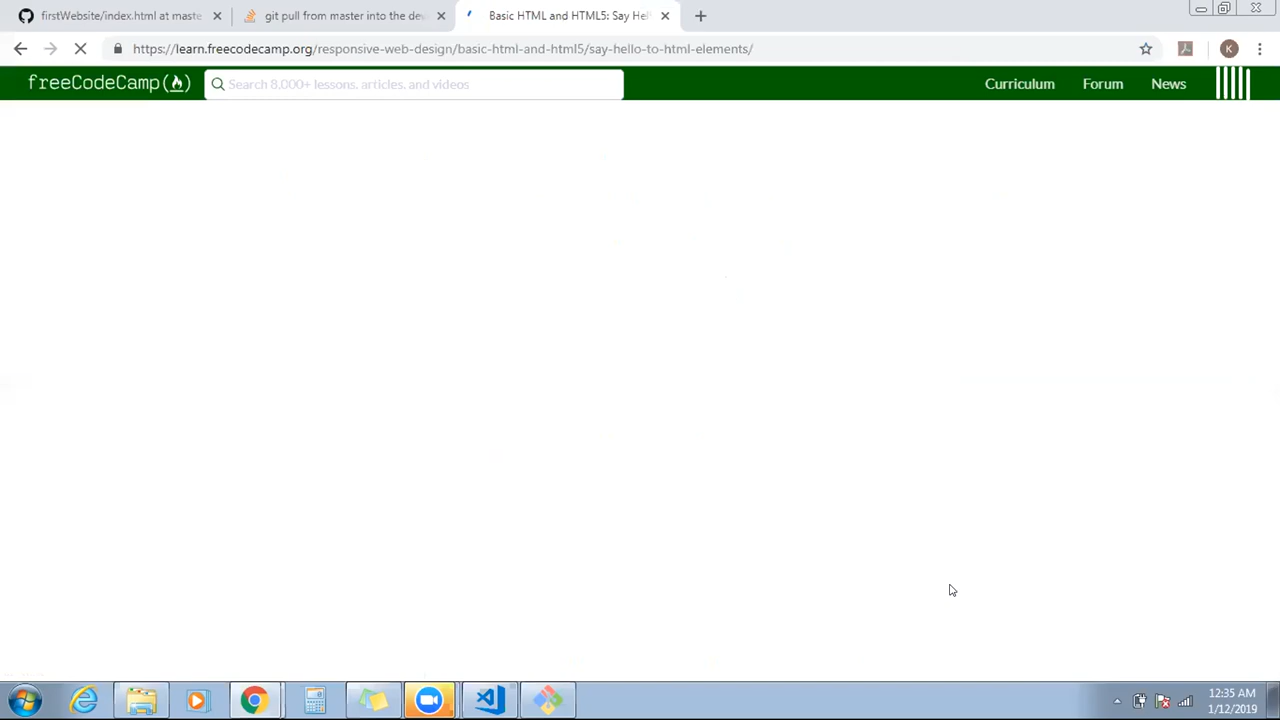 firstWebsite/index.html at maste
git pull from master into the dev
Basic HTML and HTML5: Say Hel
https://learn.freecodecamp.org/responsive-web-design/basic-html-and-html5/say-hello-to-html-elements/
K
freeCodeCamp
Search 8,000+ lessons, articles, and videos
Curriculum
Forum
News
12:35 AM
1/12/2019